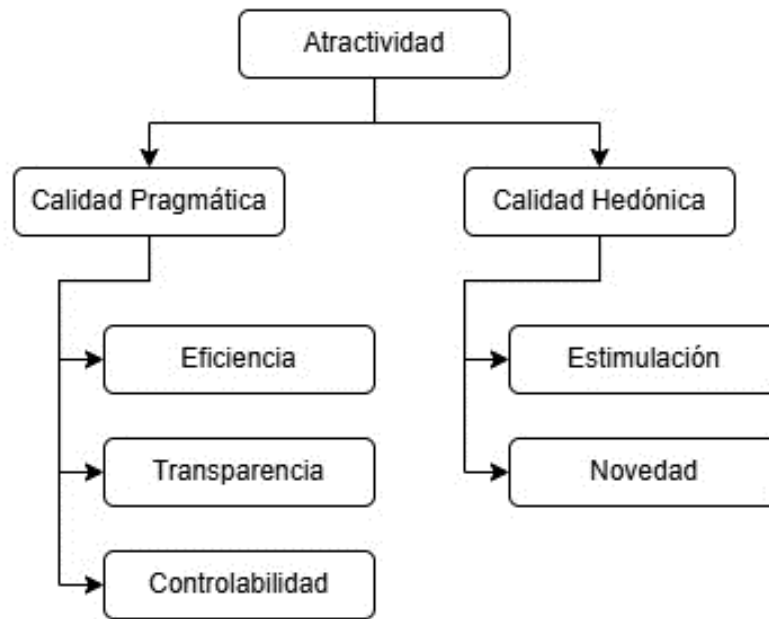 Atractividad
Calidad Pragmática
Calidad Hedónica
Eficiencia
Estimulación
Transparencia
Novedad
Controlabilidad